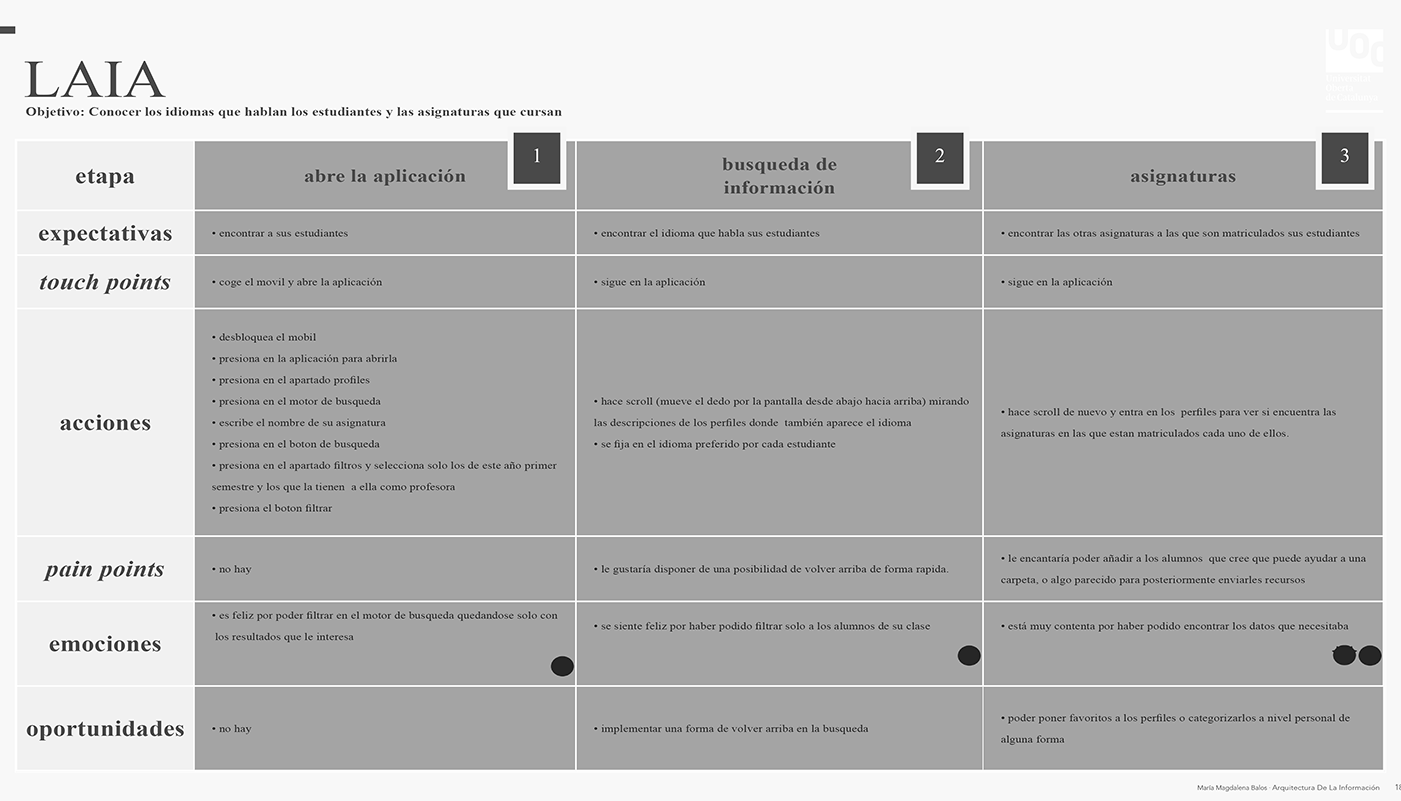 LAIA
Objetivo: Conocer los idiomas que hablan los estudiantes y las asignaturas que cursan
etapa
abre la aplicación
1
busqueda de
información
2
asignaturas
3
expectativas
• encontrar a sus estudiantes
• encontrar el idioma que habla sus estudiantes
• encontrar las otras asignaturas a las que son matriculados sus estudiantes
touch points
• coge el movil y abre la aplicación
• sigue en la aplicación
• sigue en la aplicación
acciones
• desbloquea el mobil
• presiona en la aplicación para abrirla
• presiona en el apartado profiles
• presiona en el motor de busqueda
• escribe el nombre de su asignatura
• presiona en el boton de busqueda
• presiona en el apartado filtros y selecciona solo los de este año primer
semestre y los que la tienen a ella como profesora
• presiona el boton filtrar
• hace scroll (mueve el dedo por la pantalla desde abajo hacia arriba) mirando
las descripciones de los perfiles donde también aparece el idioma
• se fija en el idioma preferido por cada estudiante
• hace scroll de nuevo y entra en los perfiles para ver si encuentra las
asignaturas en las que estan matriculados cada uno de ellos.
pain points
• no hay
• le gustaría disponer de una posibilidad de volver arriba de forma rapida.
• le encantaría poder añadir a los alumnos que cree que puede ayudar a una
carpeta, o algo parecido para posteriormente enviarles recursos
emociones
• es feliz por poder filtrar en el motor de busqueda quedandose solo con
los resultados que le interesa
• se siente feliz por haber podido filtrar solo a los alumnos de su clase
• está muy contenta por haber podido encontrar los datos que necesitaba
oportunidades
• no hay
• implementar una forma de volver arriba en la busqueda
• poder poner favoritos a los perfiles o categorizarlos a nivel personal de
alguna forma
María Magdalena Balos · Arquitectura De La Información
18